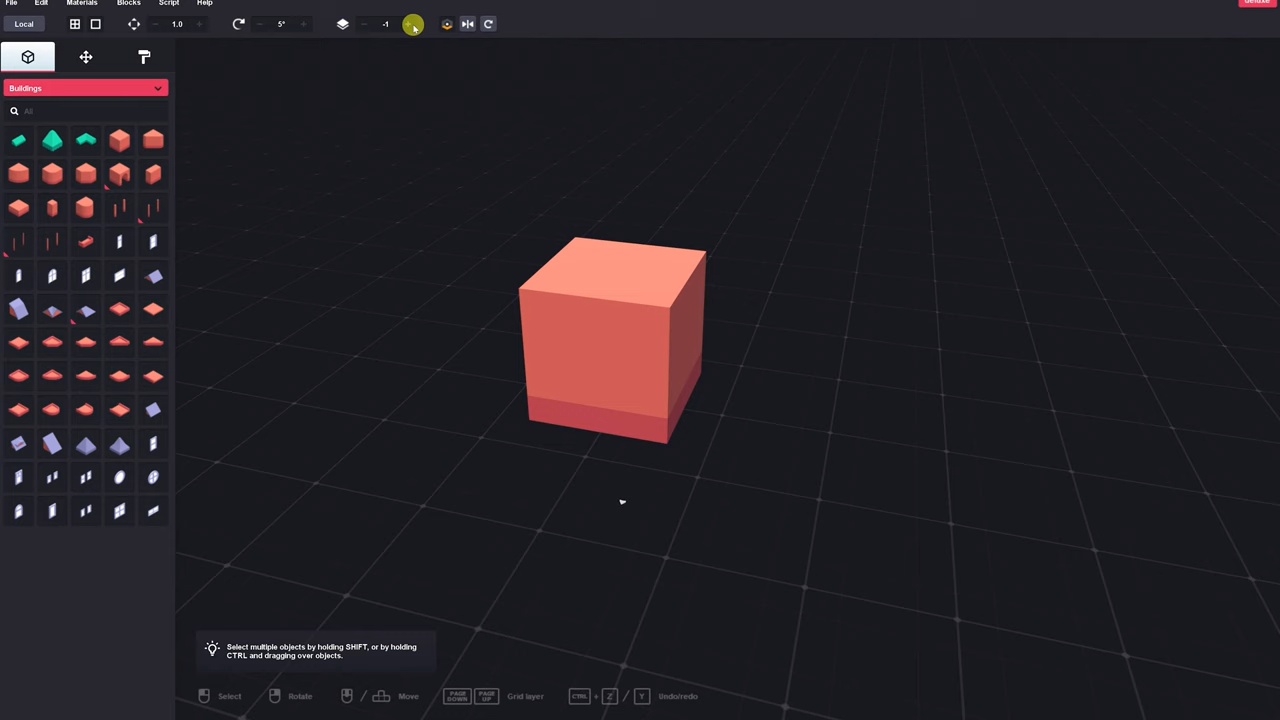 File Edit Materials Blocks Script Help
deluxe
Local 1.0 5° -1
Buildings
All
Select multiple objects by holding SHIFT, or by holding
CTRL and dragging over objects.
Select Rotate / Move PAGE DOWN PAGE UP Grid layer CTRL + Z / Y Undo/redo